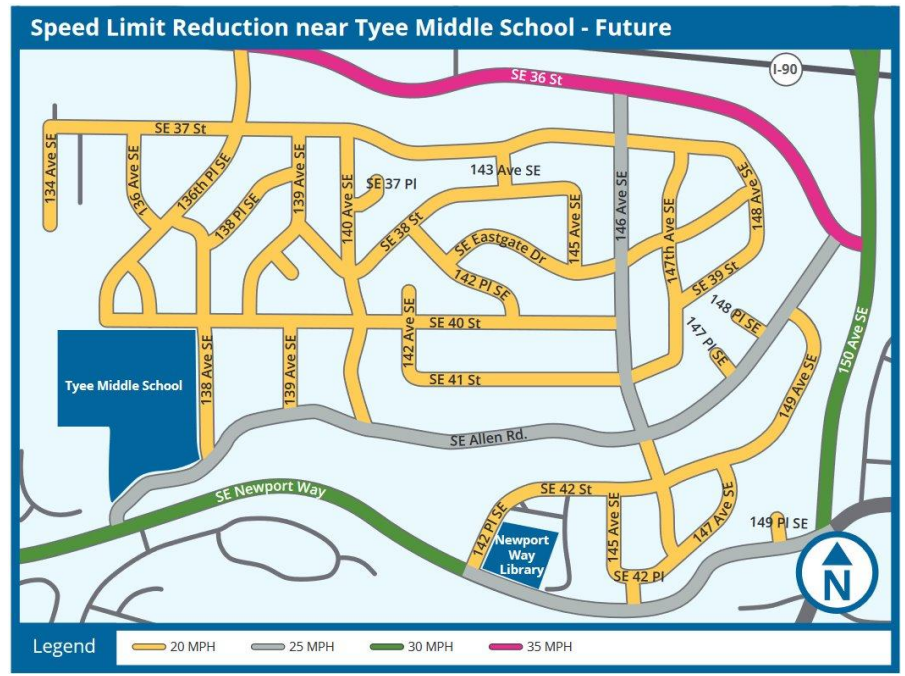 Speed Limit Reduction near Tyee Middle School - Future
SE 36 St
I-90
SE 37 St
134 Ave SE
136 Ave SE
136th Pl SE
138 Pl SE
139 Ave SE
140 Ave SE
SE 37 Pl
143 Ave SE
SE 38 St
SE Eastgate Dr
145 Ave SE
146 Ave SE
147th Ave SE
148 Ave SE
142 Pl SE
SE 39 St
148 Pl SE
147 Pl SE
150 Ave SE
SE 40 St
142 Ave SE
SE 41 St
138 Ave SE
139 Ave SE
149 Ave SE
Tyee Middle School
SE Allen Rd.
SE Newport Way
SE 42 St
142 Pl SE
Newport
Way
Library
145 Ave SE
147 Ave SE
149 Pl SE
SE 42 Pl
N
Legend
20 MPH
25 MPH
30 MPH
35 MPH